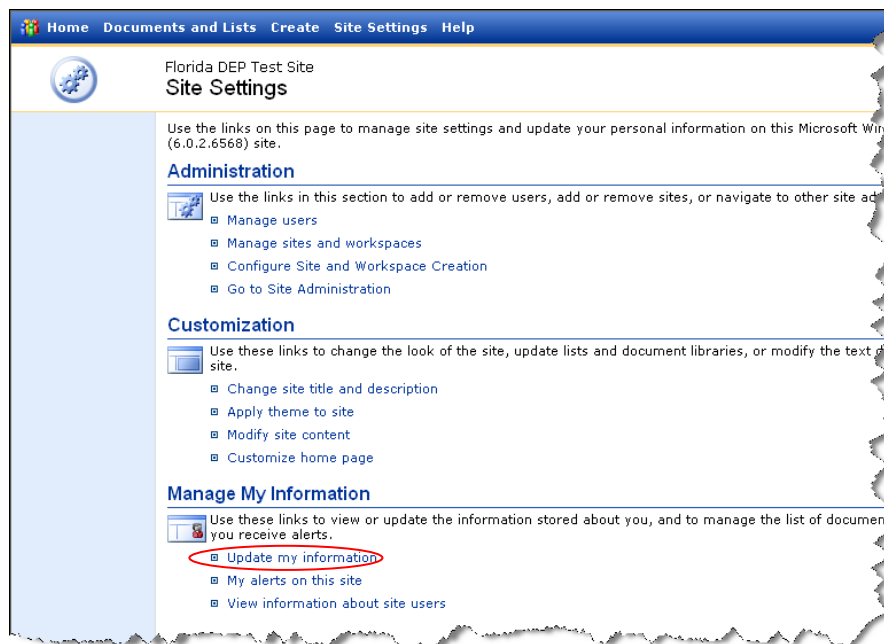 Home Documents and Lists Create Site Settings Help
Florida DEP Test Site
Site Settings
Use the links on this page to manage site settings and update your personal information on this Microsoft
(6.0.2.6568) site.
Administration
Use the links in this section to add or remove users, add or remove sites, or navigate to other site
Manage users
Manage sites and workspaces
Configure Site and Workspace Creation
Go to Site Administration
Customization
Use these links to change the look of the site, update lists and document libraries, or modify the text
site.
Change site title and description
Apply theme to site
Modify site content
Customize home page
Manage My Information
Use these links to view or update the information stored about you, and to manage the list of
you receive alerts.
Update my information
My alerts on this site
View information about site users